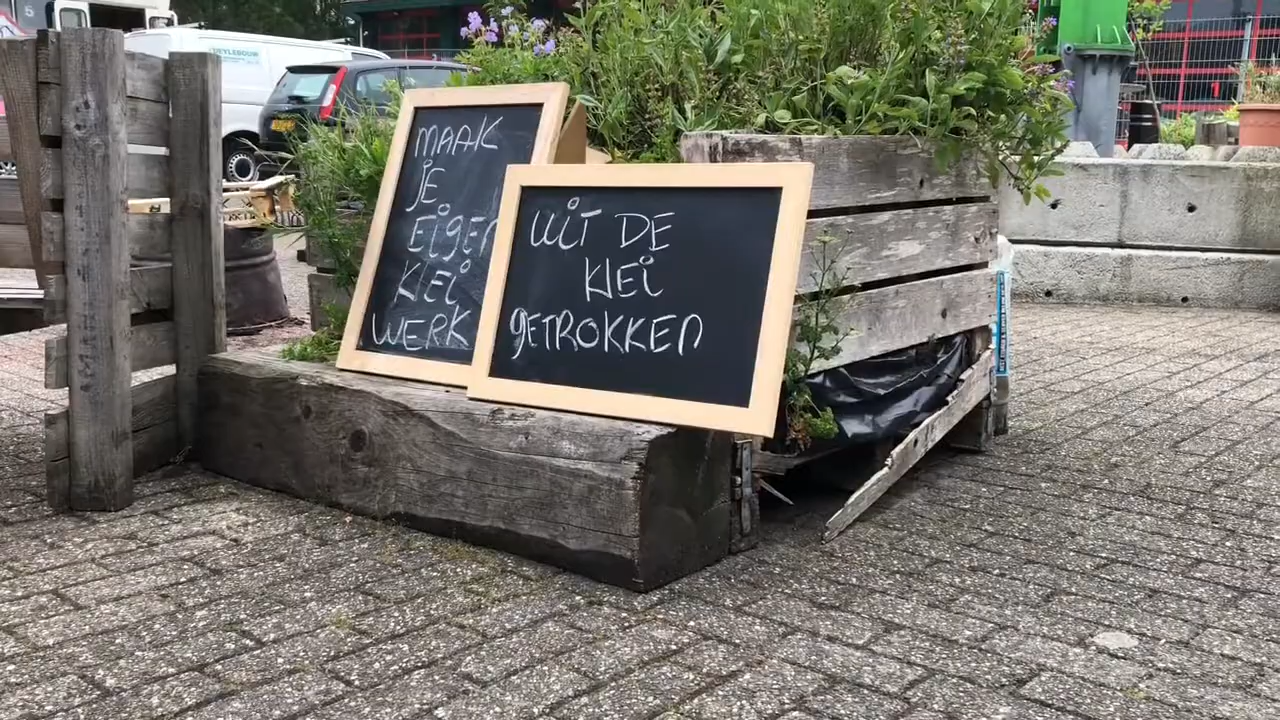 MAAK
JE
EIGEN
KLEI
WERK
UIT DE
KLEI
GETROKKEN